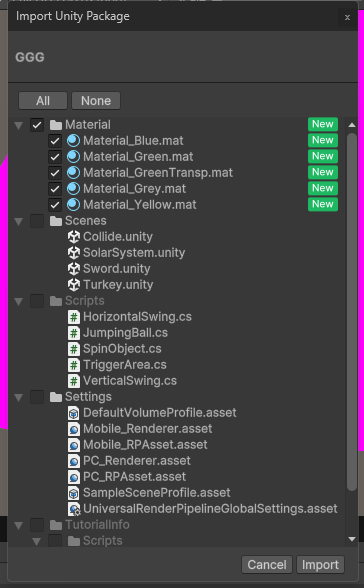 Import Unity Package
x
GGG
All None
Material New
Material_Blue.mat New
Material_Green.mat New
Material_GreenTransp.mat New
Material_Grey.mat New
Material_Yellow.mat New
Scenes
Collide.unity
SolarSystem.unity
Sword.unity
Turkey.unity
Scripts
HorizontalSwing.cs
JumpingBall.cs
SpinObject.cs
TriggerArea.cs
VerticalSwing.cs
Settings
DefaultVolumeProfile.asset
Mobile_Renderer.asset
Mobile_RPAsset.asset
PC_Renderer.asset
PC_RPAsset.asset
SampleSceneProfile.asset
UniversalRenderPipelineGlobalSettings.asset
TutorialInfo
Scripts
Cancel Import